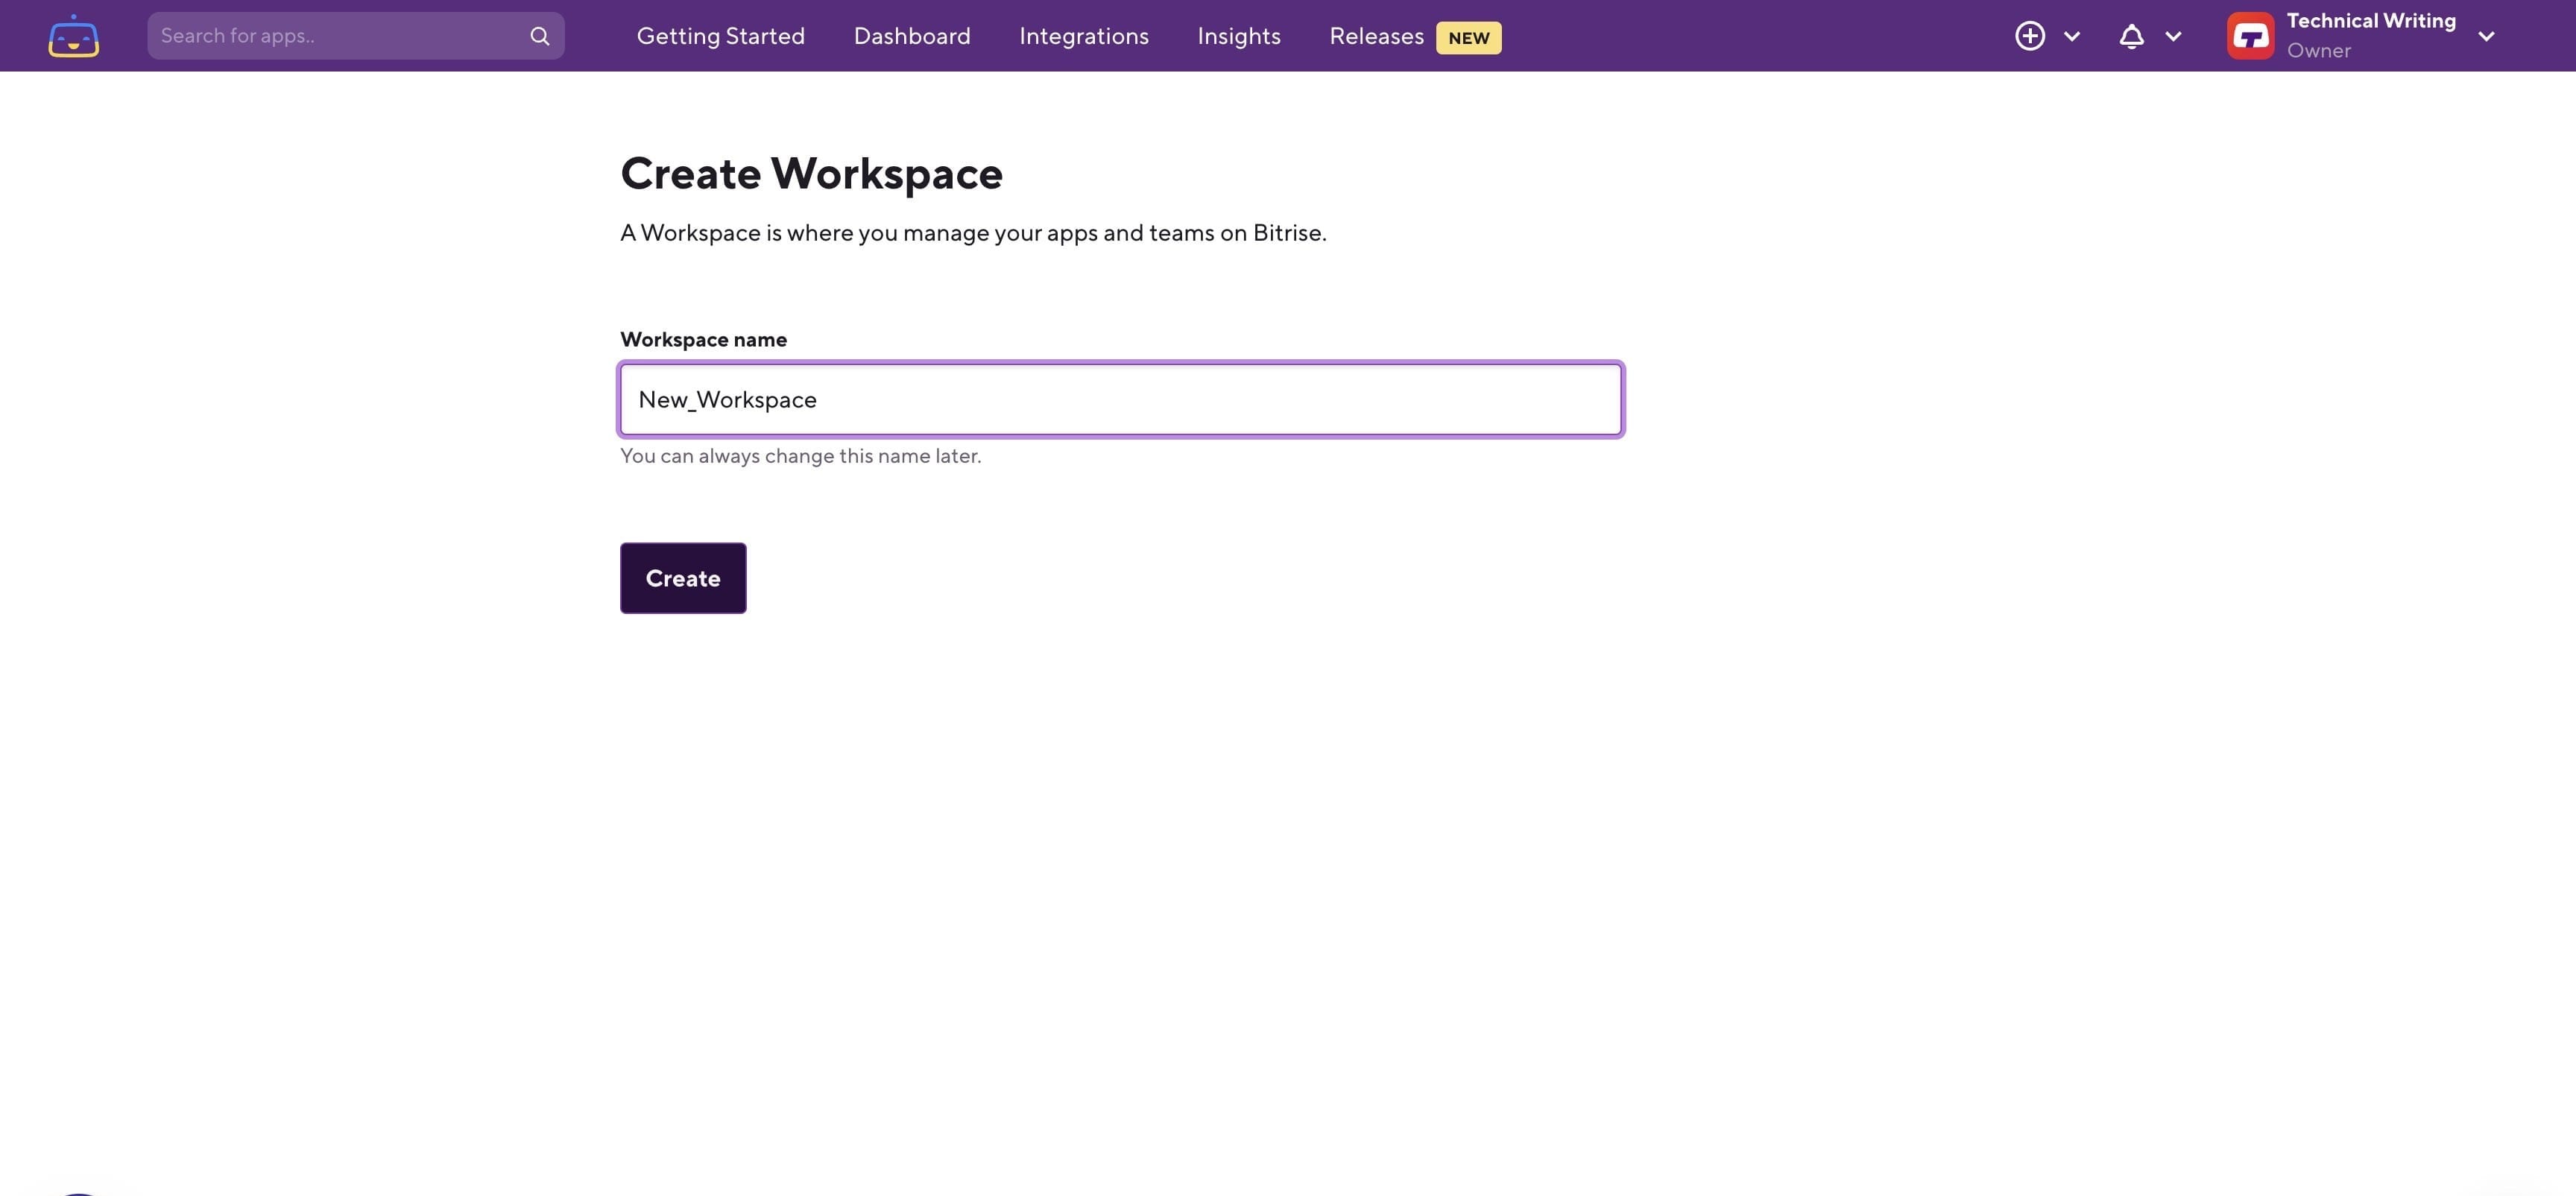 Search for apps..
Getting Started
Dashboard
Integrations
Insights
Releases NEW
Technical Writing
Owner
Create Workspace
A Workspace is where you manage your apps and teams on Bitrise.
Workspace name
New_Workspace
You can always change this name later.
Create